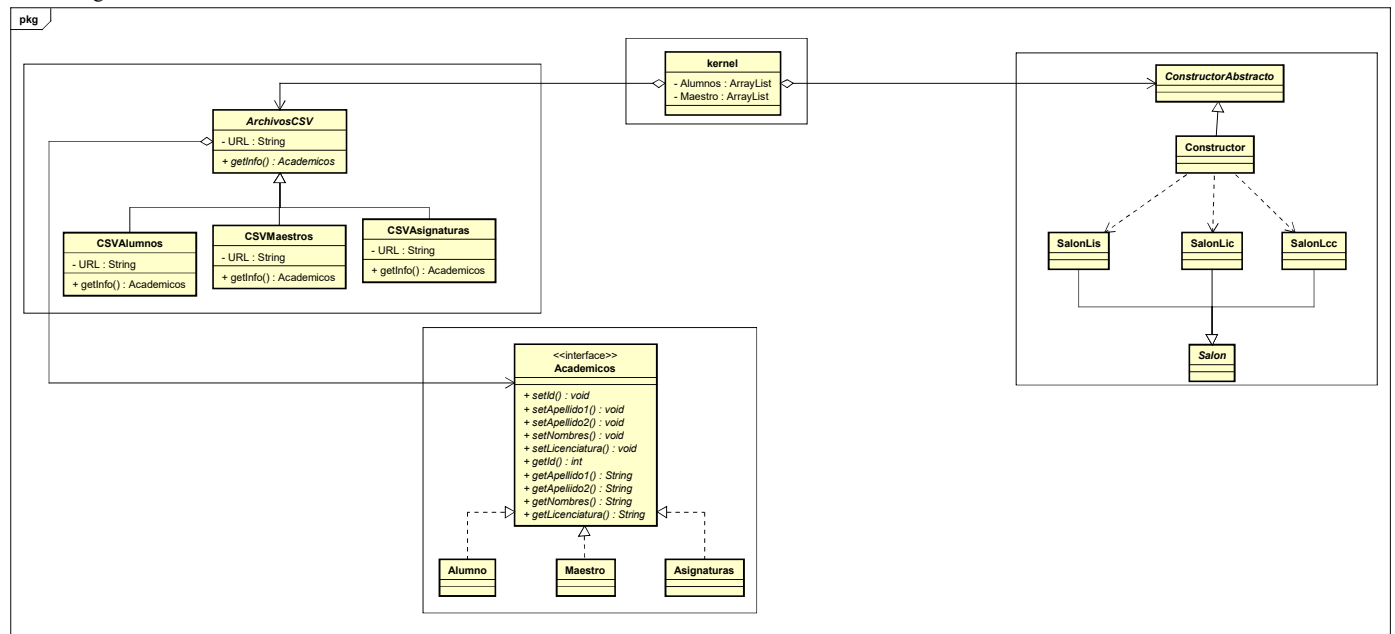 pkg
kernel
- Alumnos : ArrayList
- Maestro : ArrayList
ConstructorAbstracto
ArchivosCSV
- URL : String
+ getInfo() : Academicos
Constructor
CSVAlumnos
- URL : String
+ getInfo() : Academicos
CSVMaestros
- URL : String
+ getInfo() : Academicos
CSVAsignaturas
- URL : String
+ getInfo() : Academicos
SalonLis
SalonLic
SalonLcc
Salon
<<interface>>
Academicos
+ setId() : void
+ setApellido1() : void
+ setApellido2() : void
+ setNombres() : void
+ setLicenciatura() : void
+ getId() : int
+ getApellido1() : String
+ getApeliido2() : String
+ getNombres() : String
+ getLicenciatura() : String
Alumno
Maestro
Asignaturas